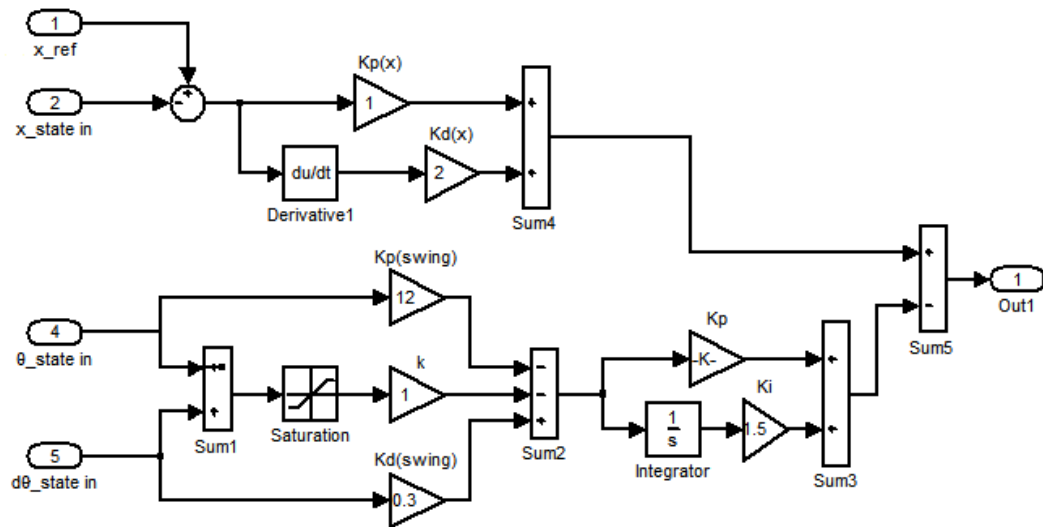 1
x_ref
2
x_state in
Kp(x)
1
du/dt
Derivative1
Kd(x)
2
Sum4
Kp(swing)
12
4
θ_state in
Sum1
Saturation
k
1
5
dθ_state in
Kd(swing)
0.3
Sum2
Kp
-K-
1
s
Integrator
Ki
1.5
Sum3
Sum5
1
Out1